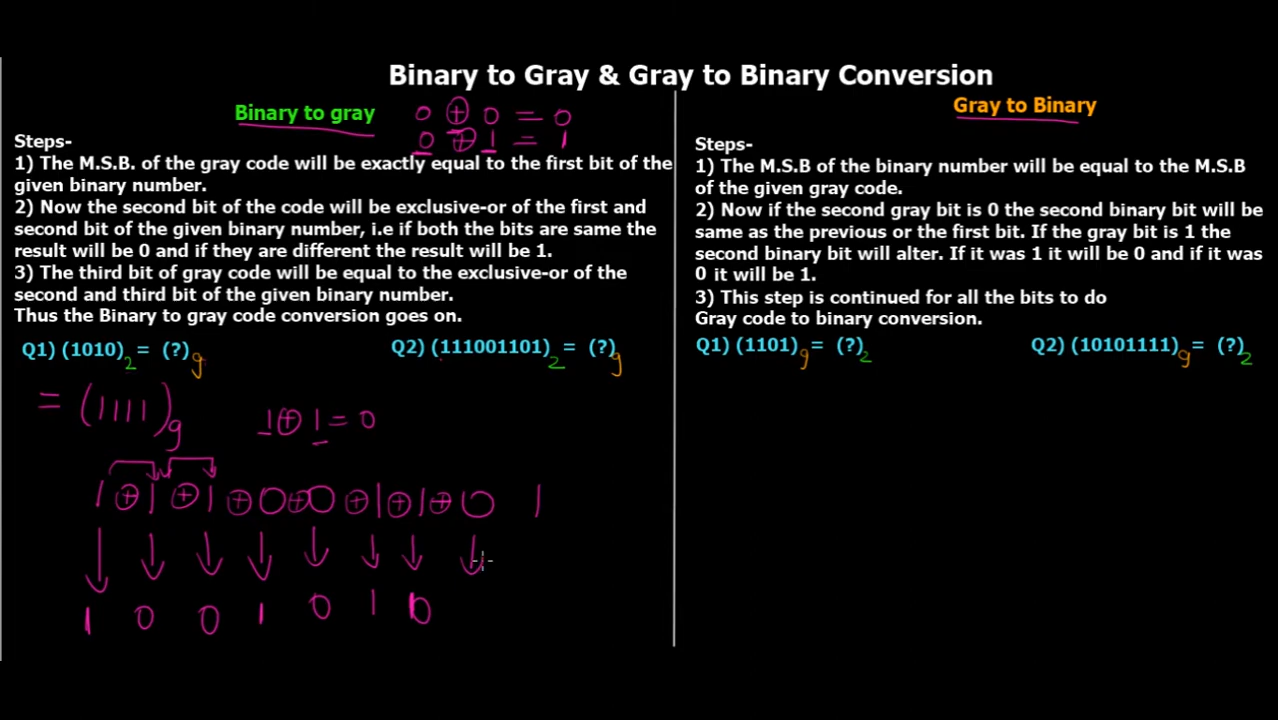 Binary to Gray & Gray to Binary Conversion
Binary to gray
0 ⊕ 0 = 0
0 ⊕ 1 = 1
Steps-
1) The M.S.B. of the gray code will be exactly equal to the first bit of the
given binary number.
2) Now the second bit of the code will be exclusive-or of the first and
second bit of the given binary number, i.e if both the bits are same the
result will be 0 and if they are different the result will be 1.
3) The third bit of gray code will be equal to the exclusive-or of the
second and third bit of the given binary number.
Thus the Binary to gray code conversion goes on.
Q1) (1010)2 = (?)g
Q2) (111001101)2 = (?)g
= (1111)g
1 ⊕ 1 = 0
1 ⊕ 1 ⊕ 1 ⊕ 0 ⊕ 0 ⊕ 1 ⊕ 1 ⊕ 0 1
1 0 0 1 0 1 0
Gray to Binary
Steps-
1) The M.S.B of the binary number will be equal to the M.S.B
of the given gray code.
2) Now if the second gray bit is 0 the second binary bit will be
same as the previous or the first bit. If the gray bit is 1 the
second binary bit will alter. If it was 1 it will be 0 and if it was
0 it will be 1.
3) This step is continued for all the bits to do
Gray code to binary conversion.
Q1) (1101)g = (?)2
Q2) (10101111)g = (?)2